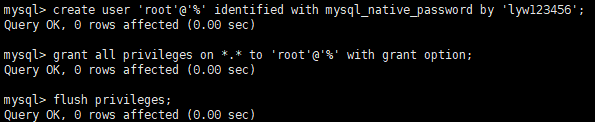 mysql> create user 'root'@'%' identified with mysql_native_password by 'lyw123456';
Query OK, 0 rows affected (0.00 sec)
mysql> grant all privileges on *.* to 'root'@'%' with grant option;
Query OK, 0 rows affected (0.00 sec)
mysql> flush privileges;
Query OK, 0 rows affected (0.00 sec)